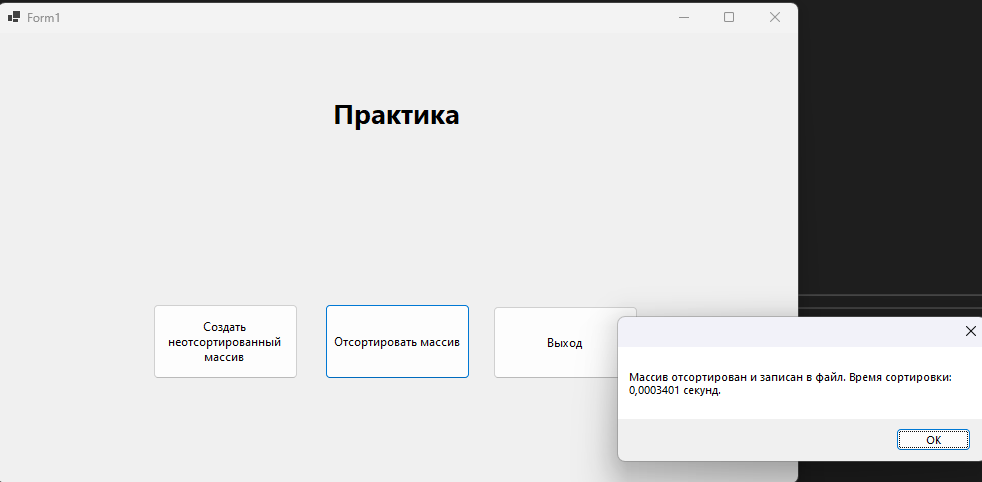 Form1
Практика
Создать
неотсортированный
массив
Отсортировать массив
Выход
Массив отсортирован и записан в файл. Время сортировки:
0,0003401 секунд.
OK